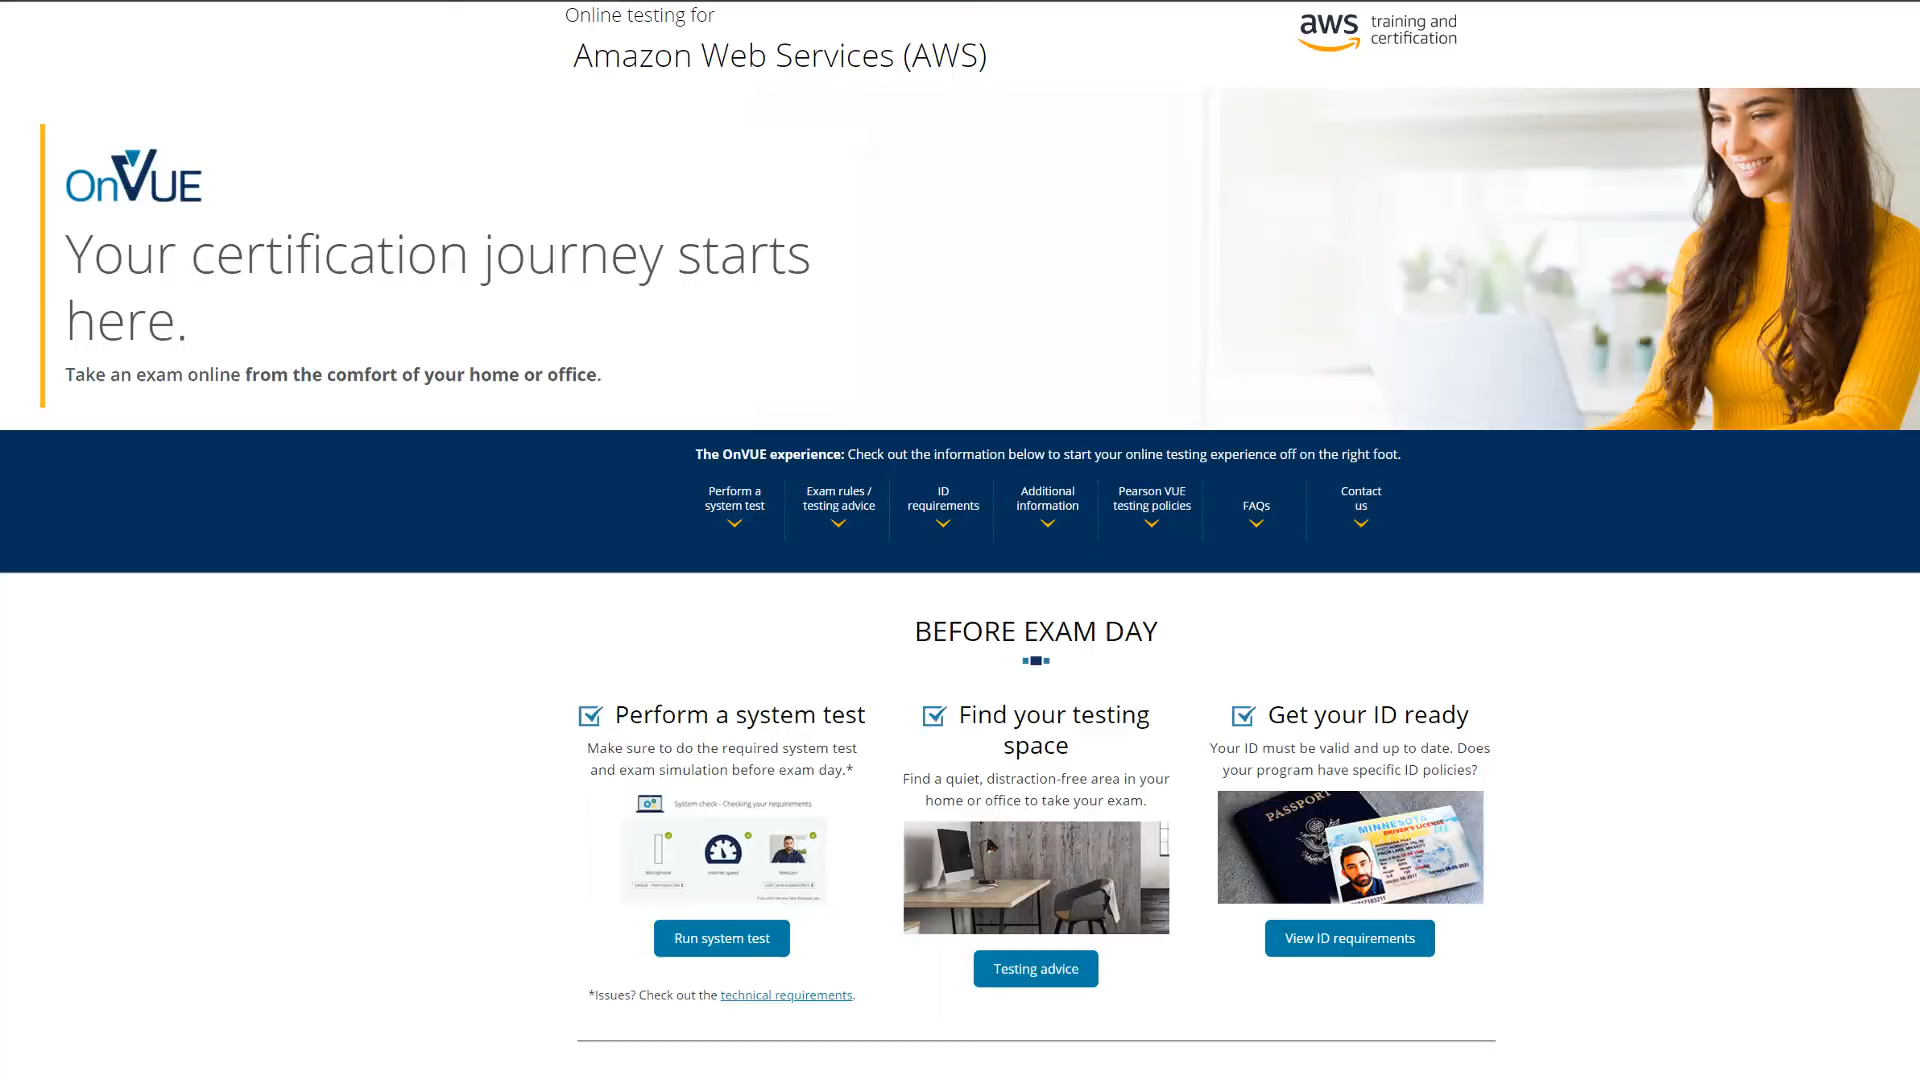 Online testing for
Amazon Web Services (AWS)
aws training and
certification
OnVUE
Your certification journey starts
here.
Take an exam online from the comfort of your home or office.
The OnVUE experience: Check out the information below to start your online testing experience off on the right foot.
Perform a
system test
Exam rules /
testing advice
ID
requirements
Additional
information
Pearson VUE
testing policies
FAQs
Contact
us
BEFORE EXAM DAY
Perform a system test
Make sure to do the required system test
and exam simulation before exam day.*
System check - Checking your requirements
Microphone
Internet speed
Webcam
Run system test
*Issues? Check out the technical requirements.
Find your testing
space
Find a quiet, distraction-free area in your
home or office to take your exam.
Testing advice
Get your ID ready
Your ID must be valid and up to date. Does
your program have specific ID policies?
PASSPORT
MINNESOTA
DRIVER'S LICENSE
View ID requirements